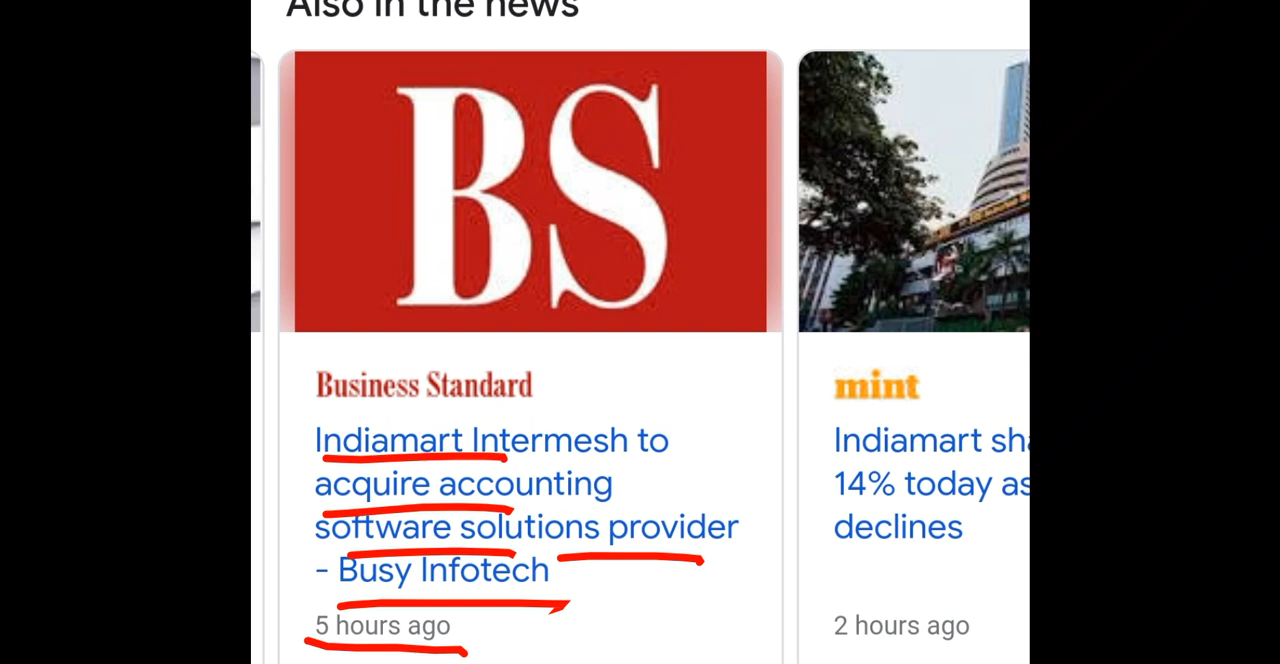 Also in the news
BS
Business Standard
Indiamart Intermesh to
acquire accounting
software solutions provider
- Busy Infotech
5 hours ago
mint
Indiamart
14% today as
declines
2 hours ago